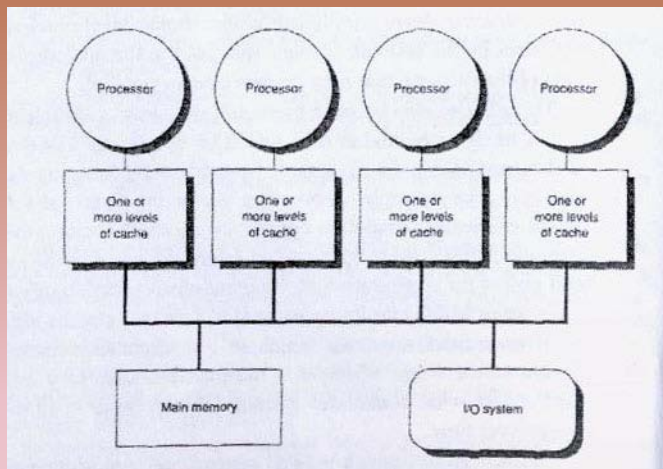 Processor
Processor
Processor
Processor
One or
more levels
of cache
One or
more levels
of cache
One or
more levels
of cache
One or
more levels
of cache
Main memory
I/O system